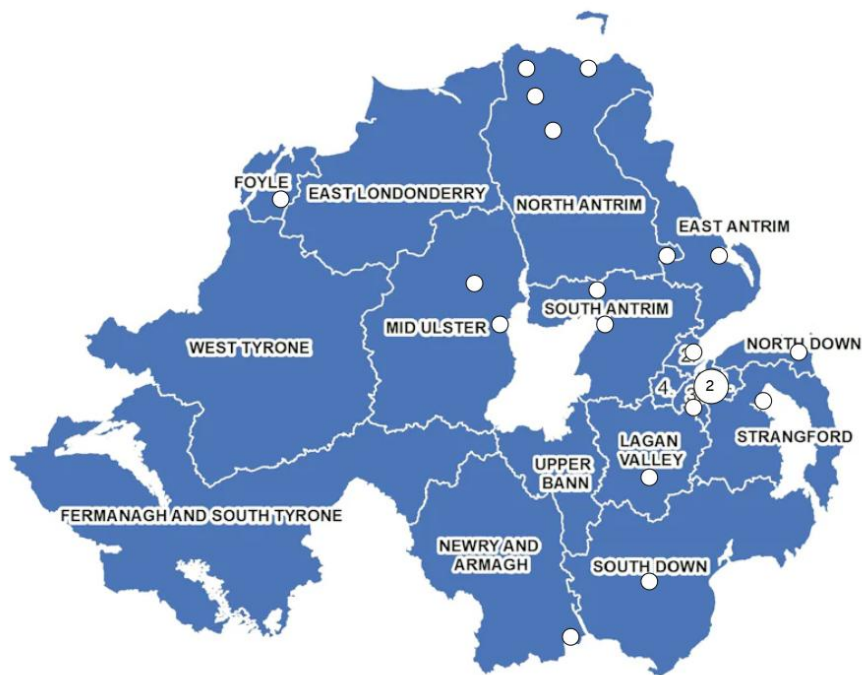 FOYLE
EAST LONDONDERRY
NORTH ANTRIM
EAST ANTRIM
SOUTH ANTRIM
MID ULSTER
WEST TYRONE
NORTH DOWN
2.
4.
2
STRANGFORD
LAGAN
VALLEY
UPPER
BANN
FERMANAGH AND SOUTH TYRONE
NEWRY AND
ARMAGH
SOUTH DOWN